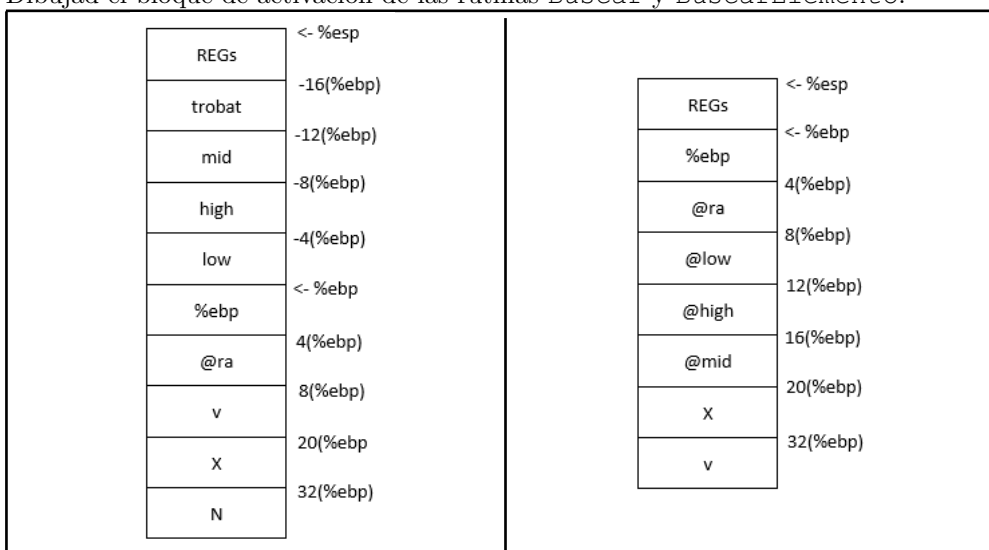 Dibujad el bloque de activación de las rutinas Buscar y BuscarElemento.
<- %esp
REGs
-16(%ebp)
trobat
-12(%ebp)
mid
-8(%ebp)
high
-4(%ebp)
low
<- %ebp
%ebp
4(%ebp)
@ra
8(%ebp)
v
20(%ebp
X
32(%ebp)
N
<- %esp
REGs
<- %ebp
%ebp
4(%ebp)
@ra
8(%ebp)
@low
12(%ebp)
@high
16(%ebp)
@mid
20(%ebp)
X
32(%ebp)
v